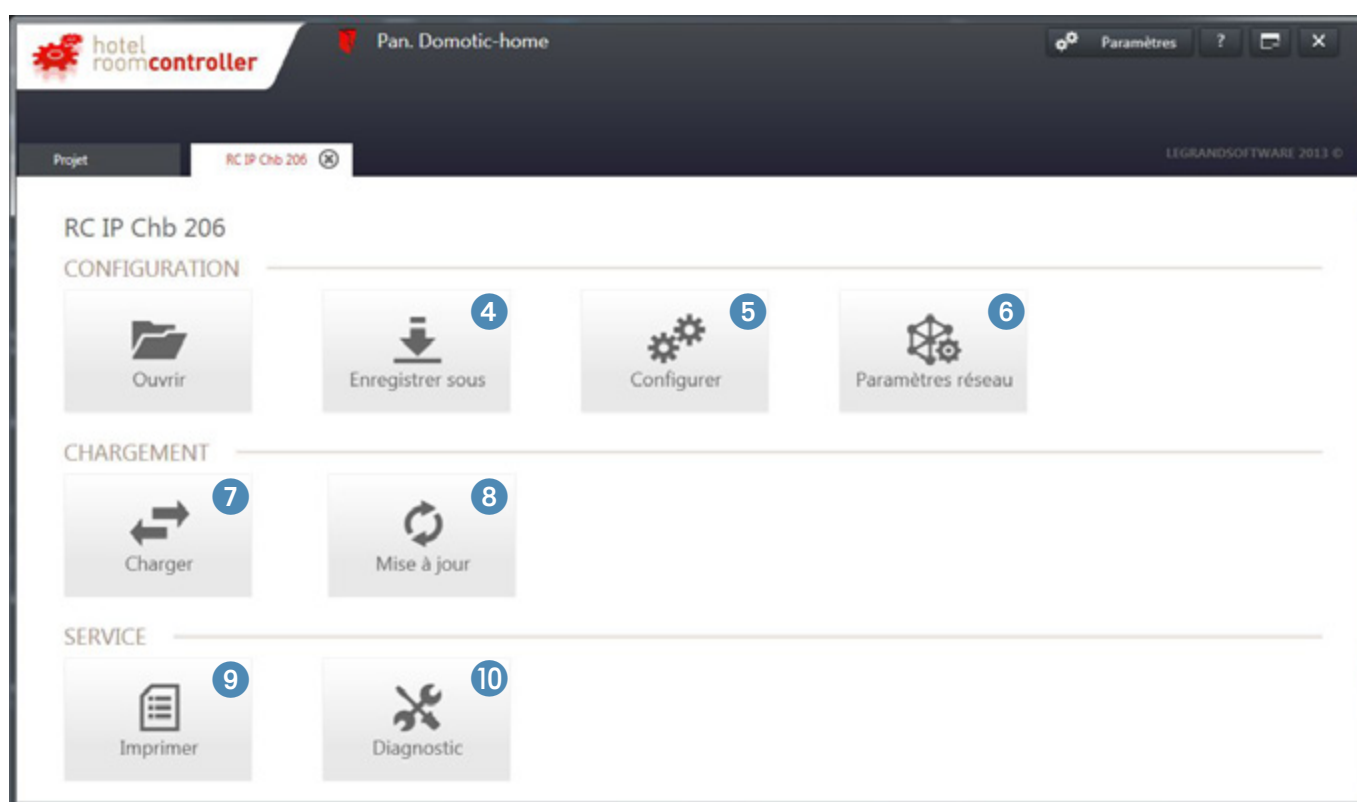 hotel
roomcontroller
Pan. Domotic-home
Paramètres ?
Projet
RC IP Chb 206
LEGRANDSOFTWARE 2013 ©
RC IP Chb 206
CONFIGURATION
4
5
6
Ouvrir
Enregistrer sous
Configurer
Paramètres réseau
CHARGEMENT
7
8
Charger
Mise à jour
SERVICE
9
10
Imprimer
Diagnostic